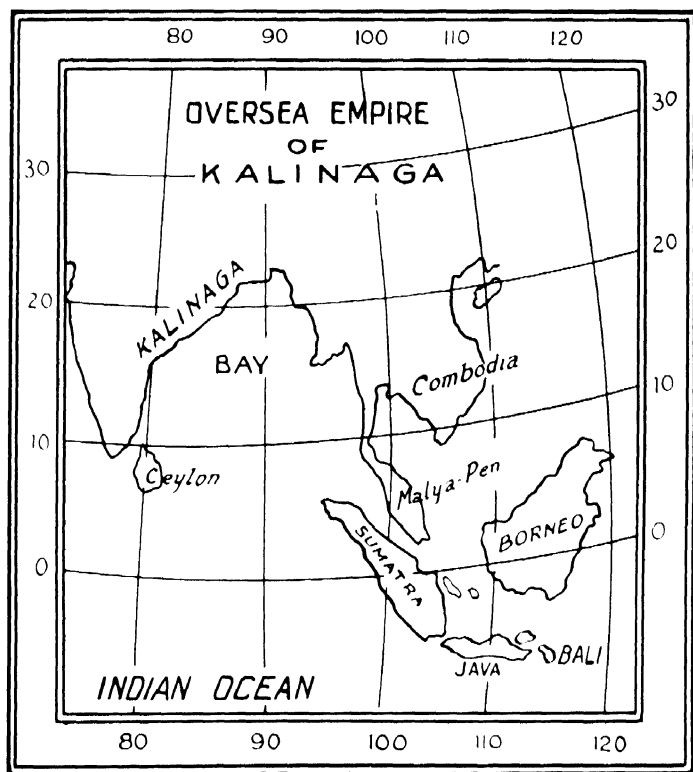 80 90 100 110 120
OVERSEA EMPIRE
OF
KALINAGA
30
30
KALINAGA
20
20
BAY
Combodia
10
10
Ceylon
Malya-Pen
BORNEO
0
0
SUMATRA
JAVA
BALI
INDIAN OCEAN
80 90 100 110 120